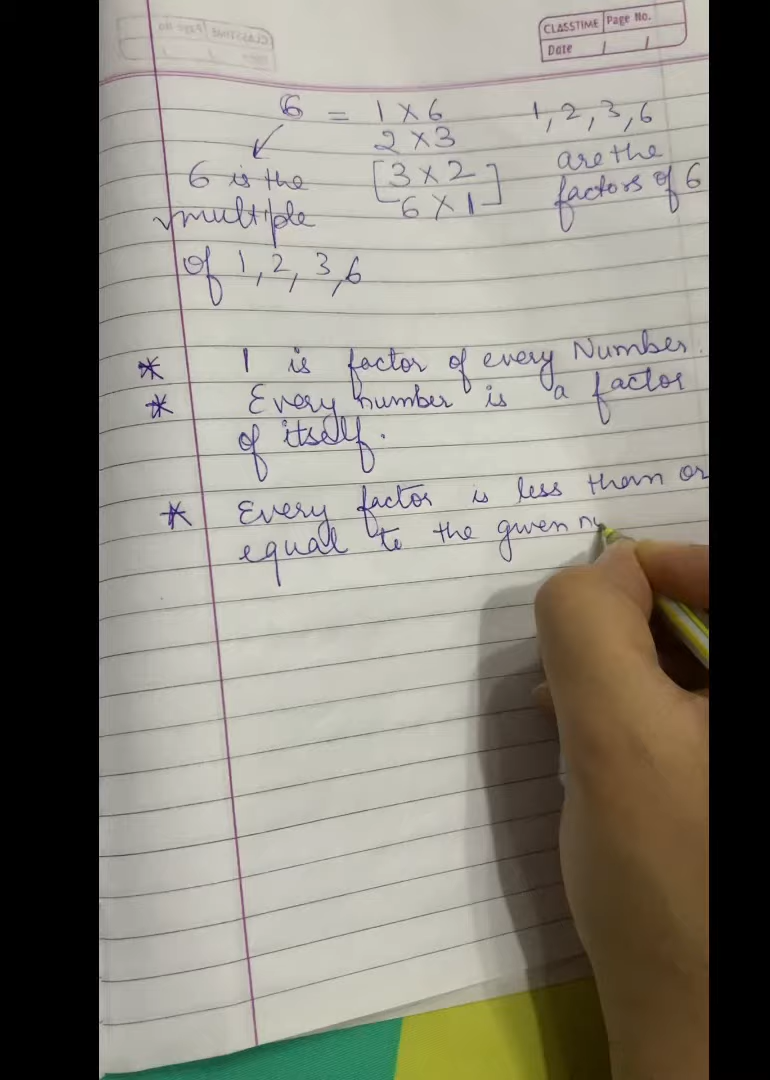 CLASSTIME Page No.
Date / /
6 = 1 × 6
2 × 3
[3 × 2
6 × 1]
1, 2, 3, 6
are the
factors of 6
6 is the
multiple
of 1, 2, 3, 6
* 1 is factor of every Number.
* Every number is a factor
of itself.
* Every factor is less than or
equal to the given